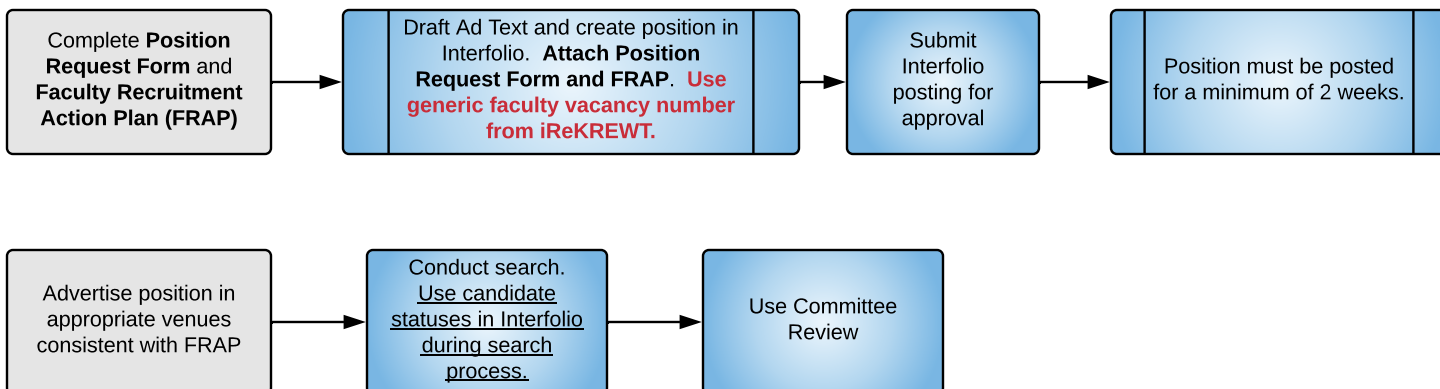 Complete Position
Request Form and
Faculty Recruitment
Action Plan (FRAP)
Draft Ad Text and create position in
Interfolio. Attach Position
Request Form and FRAP. Use
generic faculty vacancy number
from iReKREWT.
Submit
Interfolio
posting for
approval
Position must be posted
for a minimum of 2 weeks.
Advertise position in
appropriate venues
consistent with FRAP
Conduct search.
Use candidate
statuses in Interfolio
during search
process.
Use Committee
Review